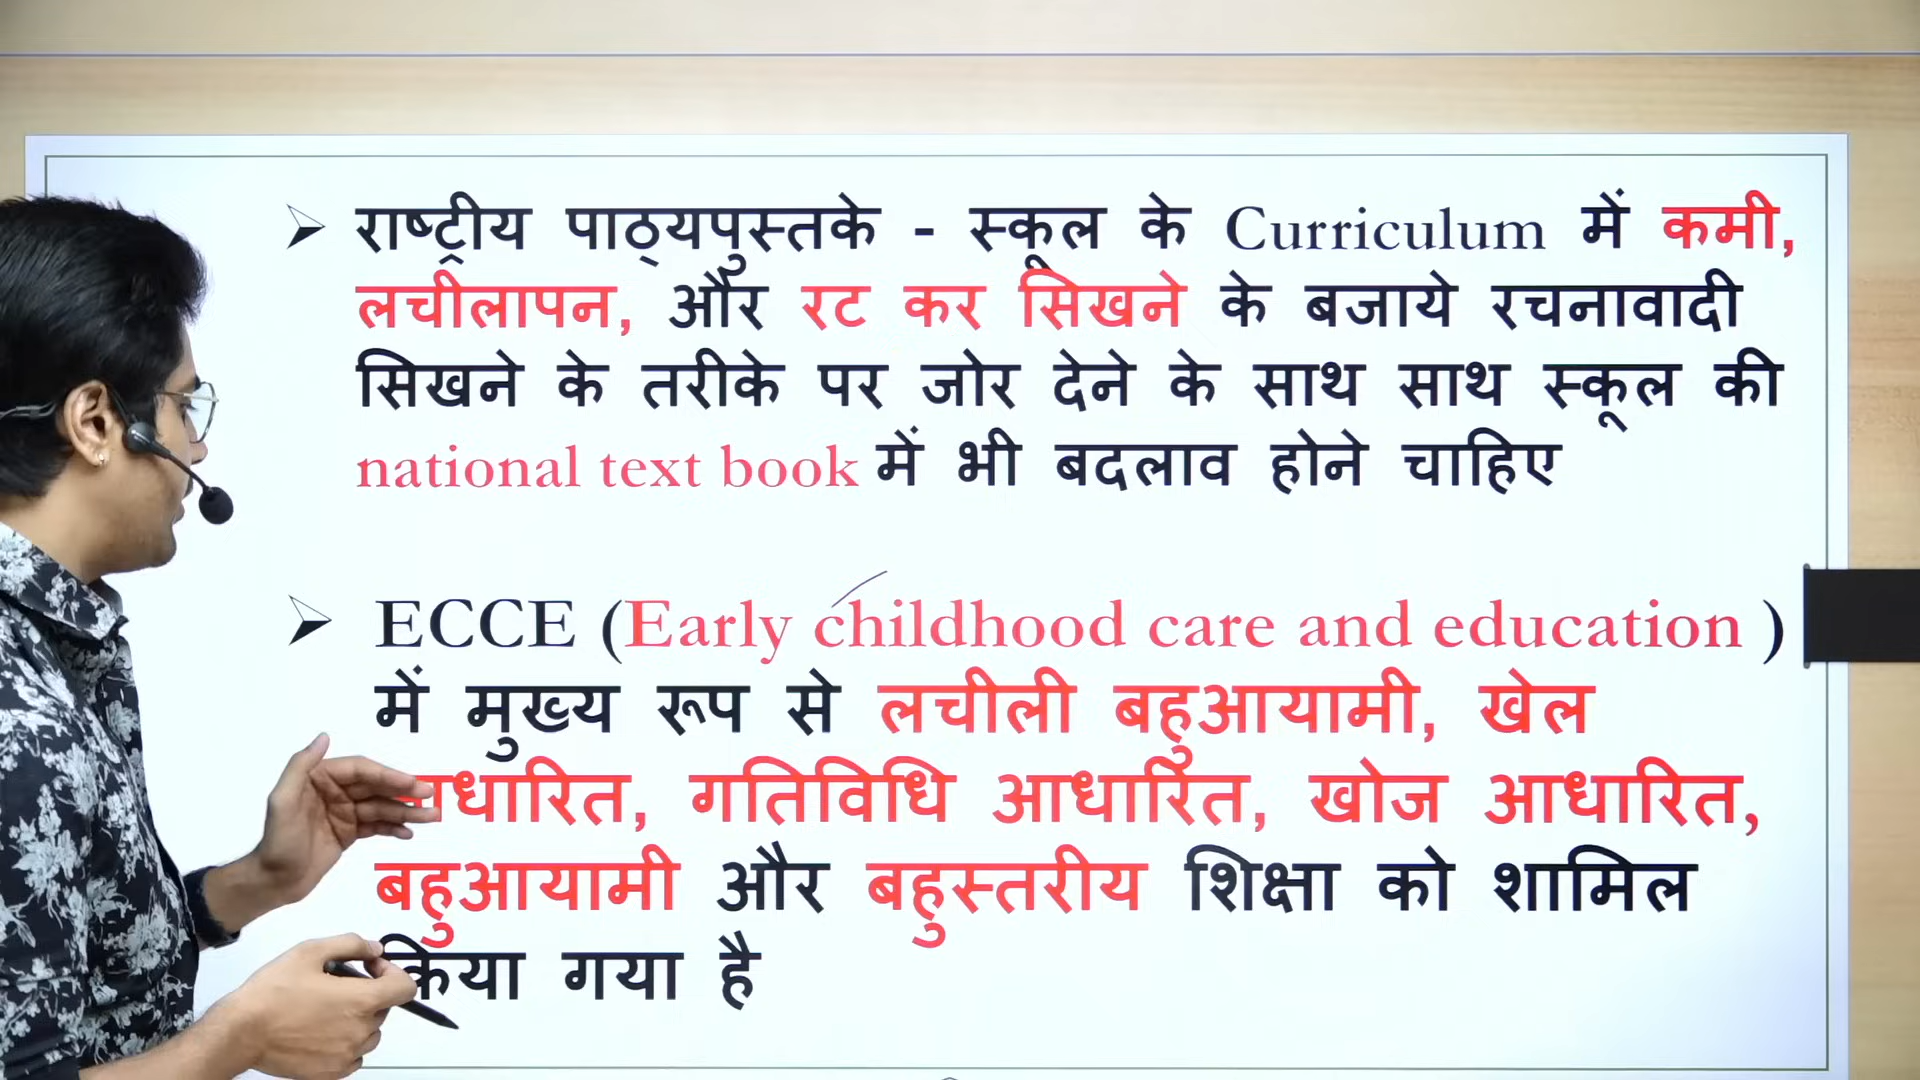 राष्ट्रीय पाठ्यपुस्तके - स्कूल के Curriculum में कमी,
लचीलापन, और रट कर सिखने के बजाये रचनावादी
सिखने के तरीके पर जोर देने के साथ साथ स्कूल की
national text book में भी बदलाव होने चाहिए
ECCE (Early childhood care and education )
में मुख्य रूप से लचीली बहुआयामी, खेल
आधारित, गतिविधि आधारित, खोज आधारित,
बहुआयामी और बहुस्तरीय शिक्षा को शामिल
किया गया है